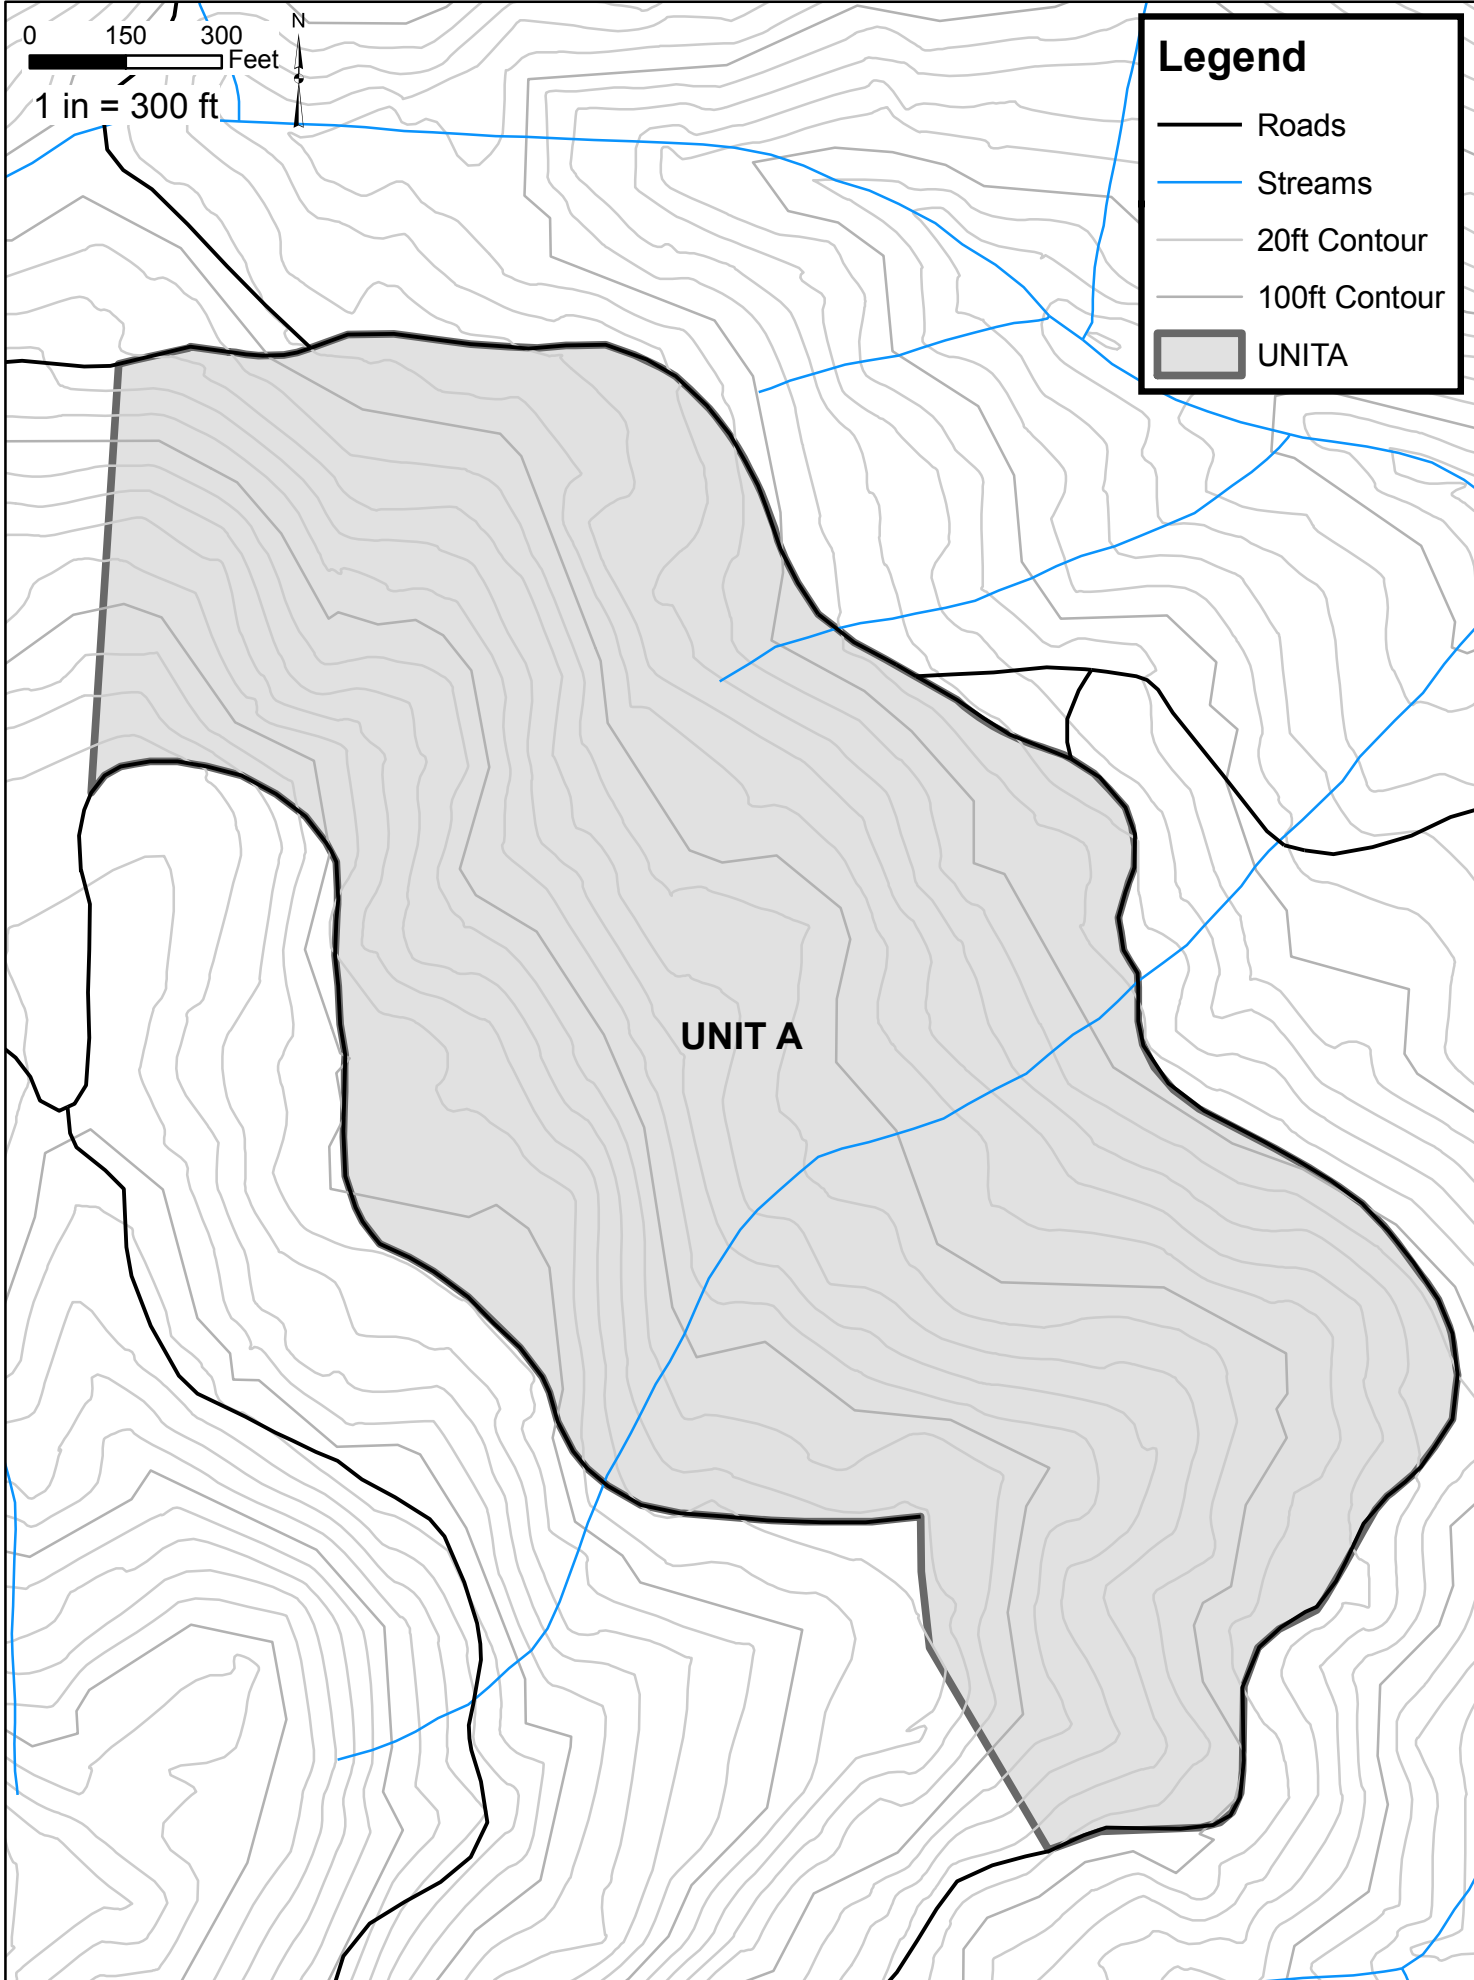 0 150 300
Feet
1 in = 300 ft
N
Legend
Roads
Streams
20ft Contour
100ft Contour
UNITA
UNIT A